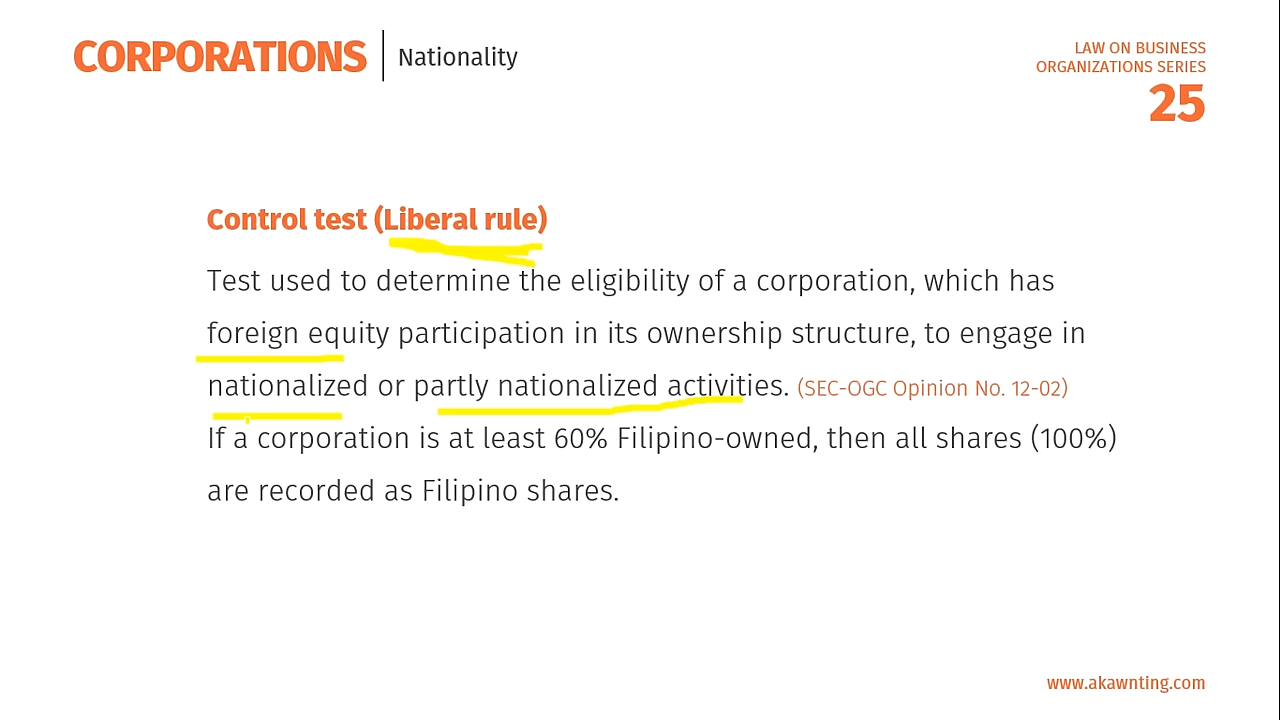 CORPORATIONS
Nationality
LAW ON BUSINESS
ORGANIZATIONS SERIES
25
Control test (Liberal rule)
Test used to determine the eligibility of a corporation, which has
foreign equity participation in its ownership structure, to engage in
nationalized or partly nationalized activities. (SEC-OGC Opinion No. 12-02)
If a corporation is at least 60% Filipino-owned, then all shares (100%)
are recorded as Filipino shares.
www.akawnting.com